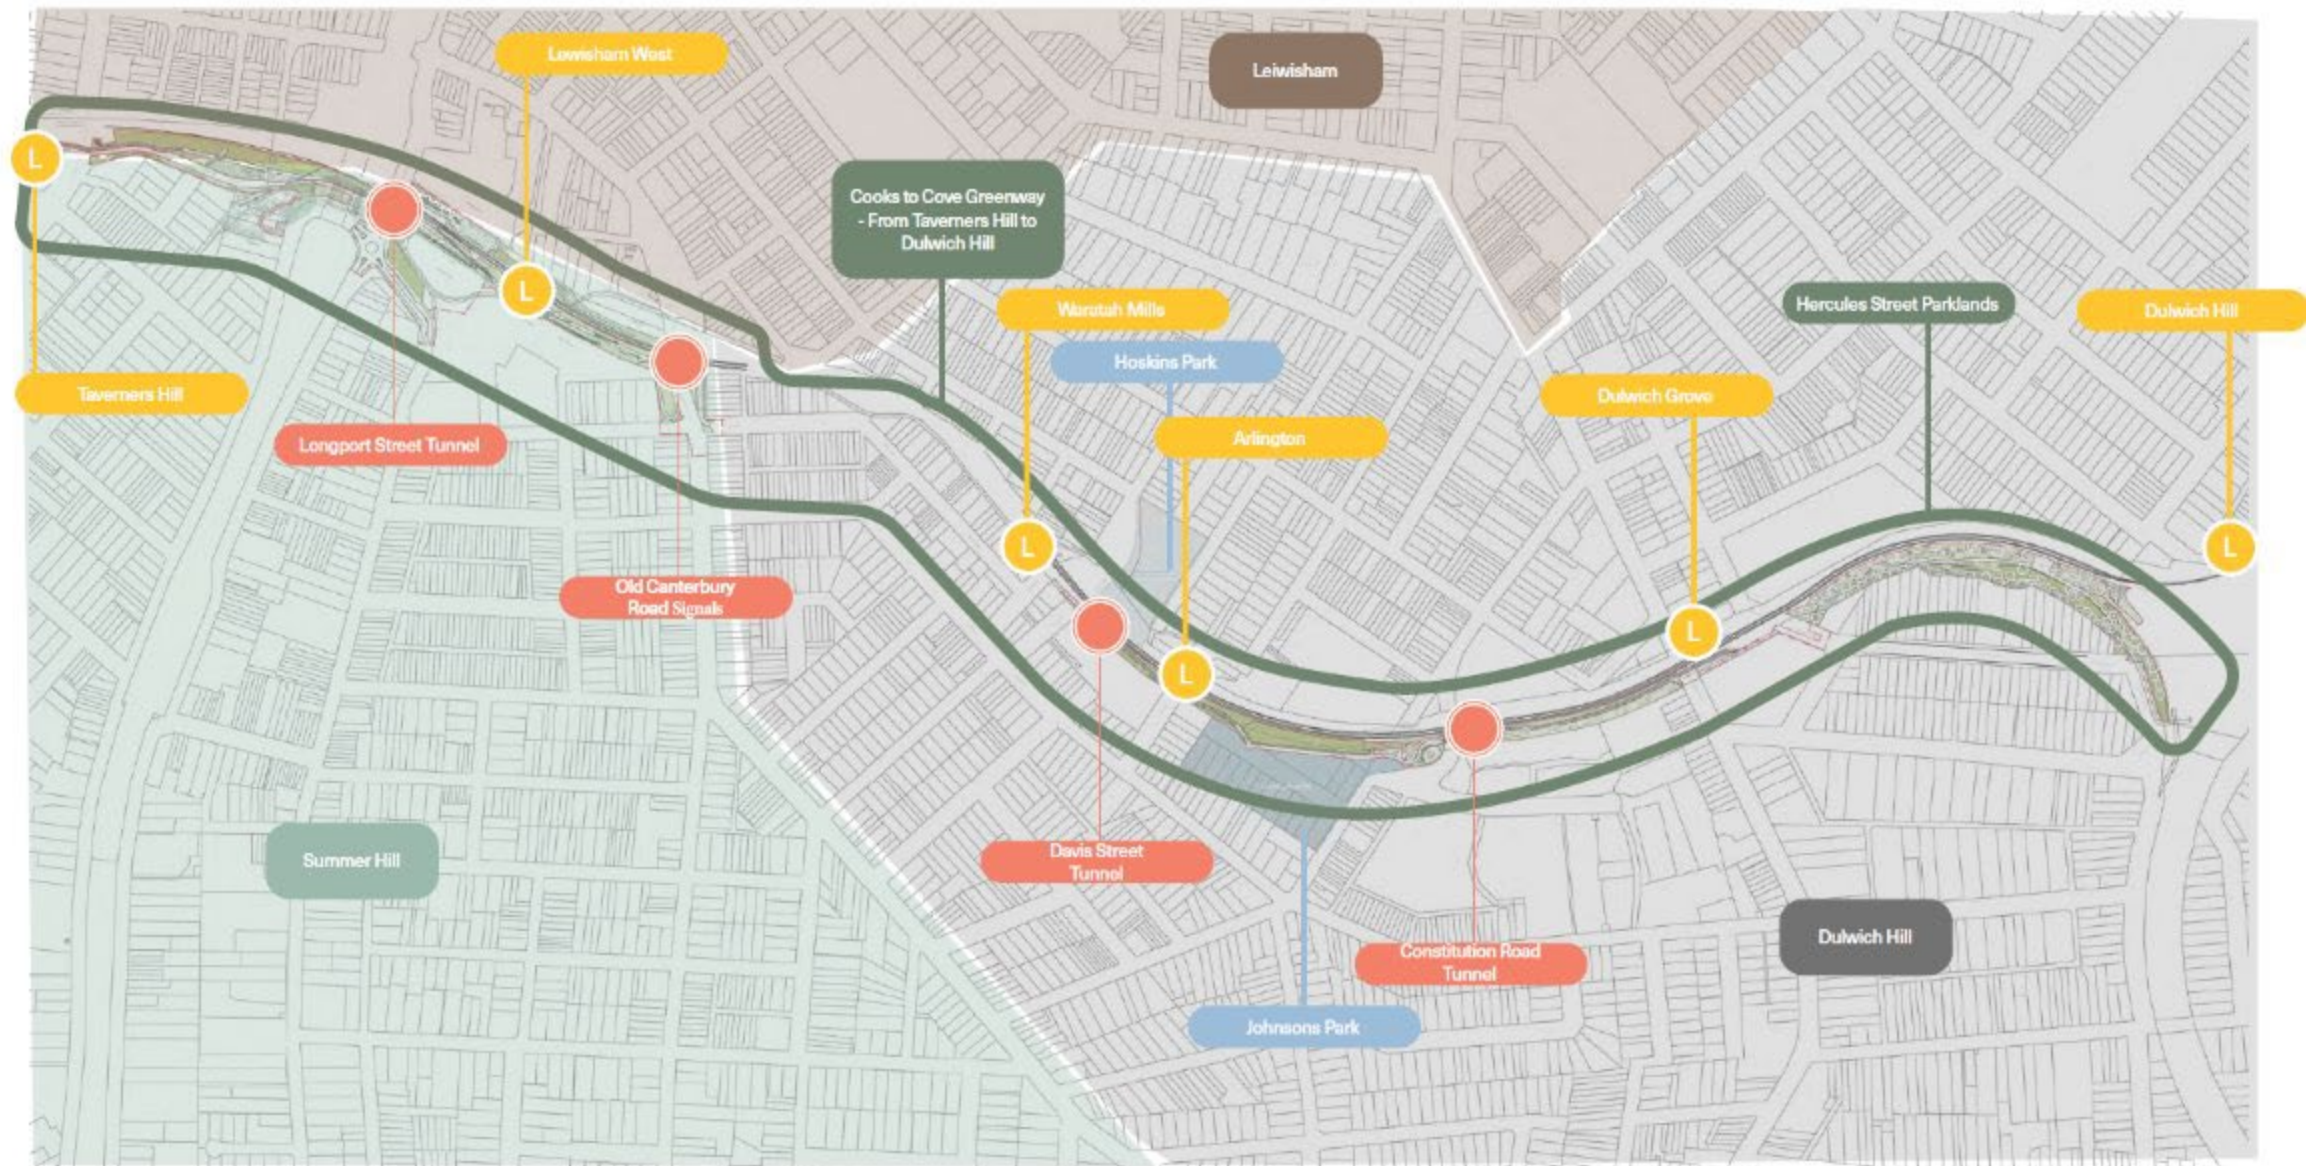 Lewisham West
Leiwisham
L
Cooks to Cove Greenway
- From Taverners Hill to
Dulwich Hill
L
Waratah Mills
Hercules Street Parklands
Dulwich Hill
Hoskins Park
Taverners Hill
Dulwich Grove
Longport Street Tunnel
Arlington
L
L
Old Canterbury
Road Signals
L
L
L
Summer Hill
Davis Street
Tunnel
Dulwich Hill
Constitution Road
Tunnel
Johnsons Park